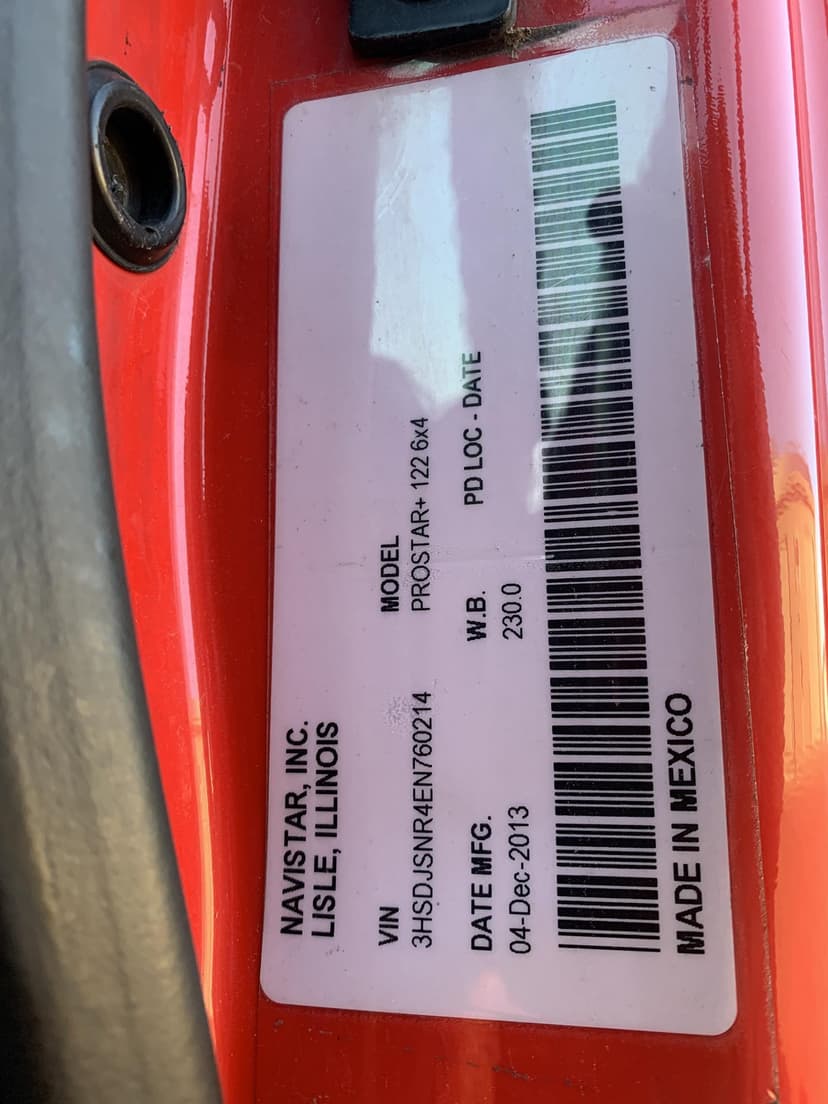 NAVISTAR, INC.
LISLE, ILLINOIS
VIN MODEL
3HSDJSNR4EN760214 PROSTAR+ 122 6x4
DATE MFG. W.B. PD LOC - DATE
04-Dec-2013 230.0
MADE IN MEXICO